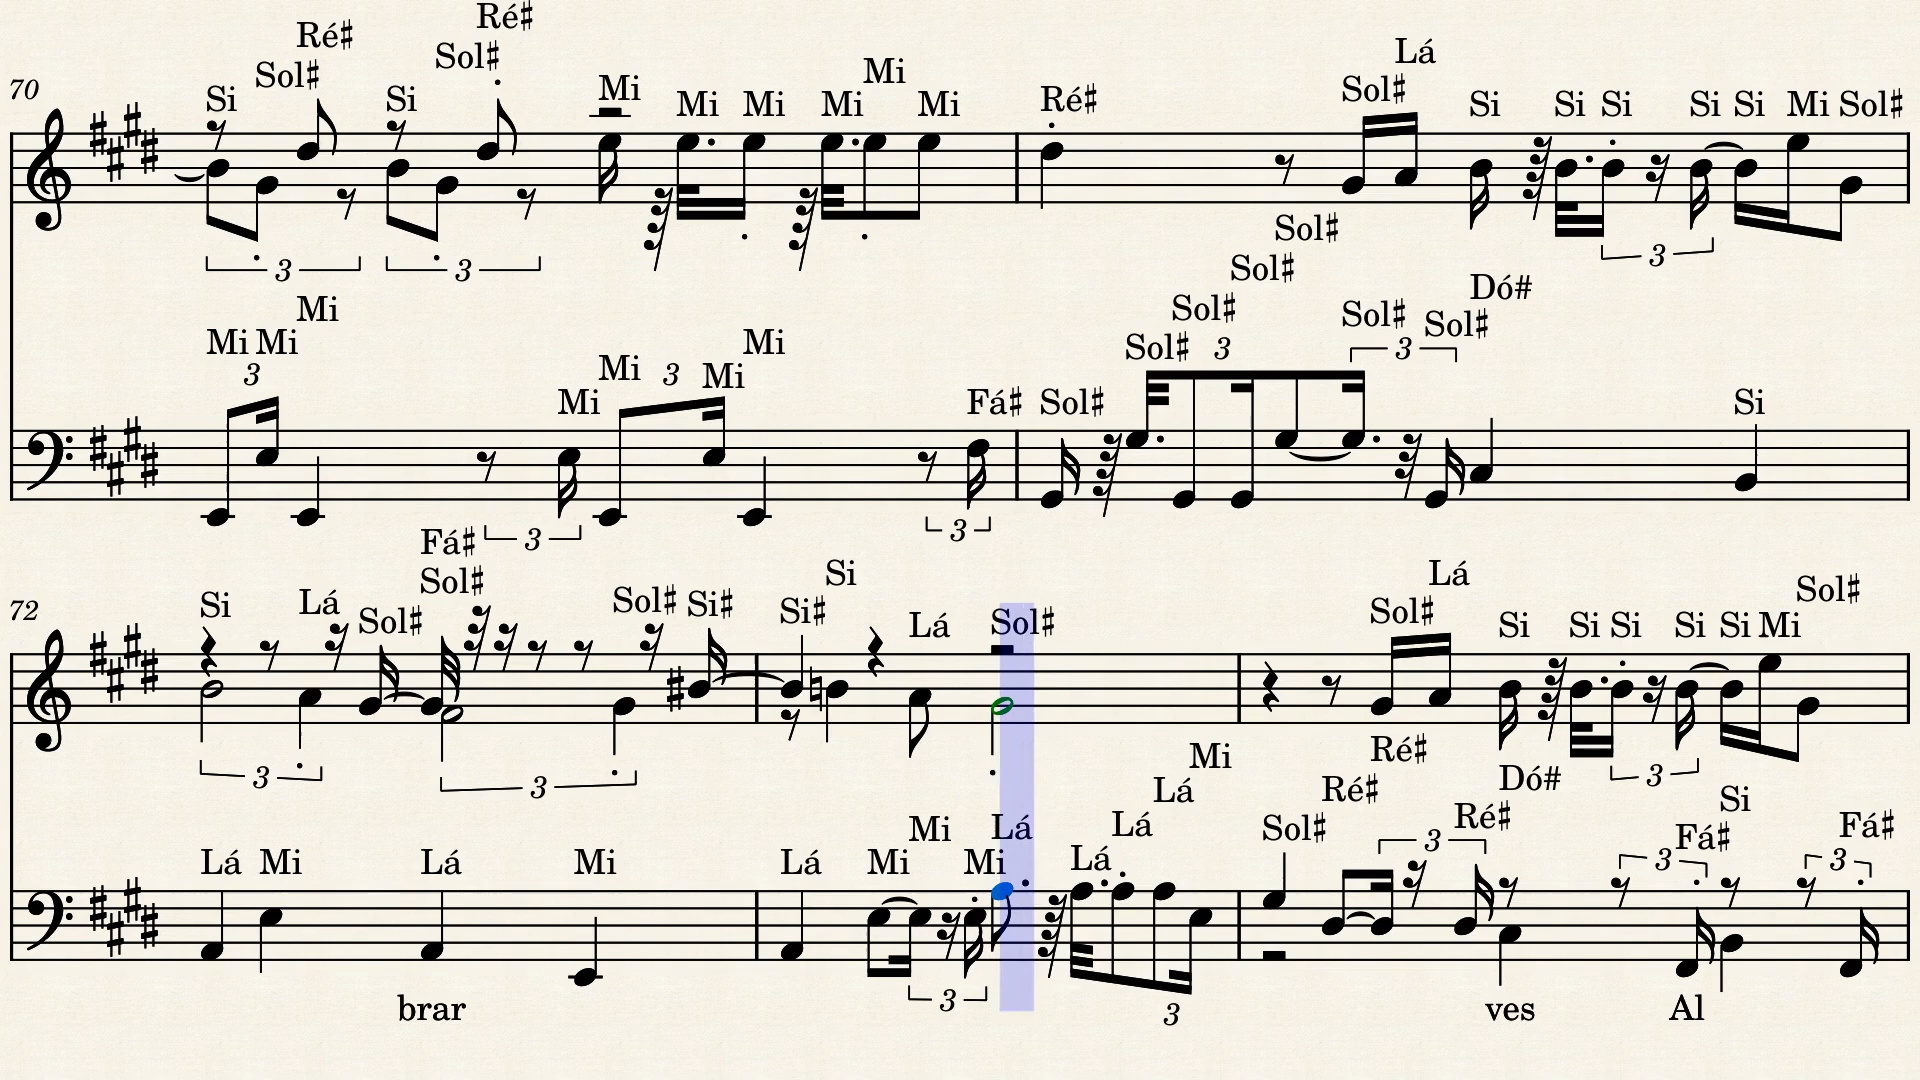 Ré♯
Ré♯ Sol♯ Lá
70 Si Sol♯ Si Mi Mi Mi Mi Mi Mi Ré♯ Sol♯ Si Si Si Si Si Mi Sol♯
3 3 3
Sol♯
Sol♯
Mi Sol♯ Sol♯ Dó#
Mi Mi Mi Mi Mi Sol♯ 3 3 Sol♯
3 Mi 3 Mi Fá♯ Sol♯ Si
3 3
Fá♯
Sol♯ Si Lá Sol♯
72 Si Lá Sol♯ Sol♯ Si♯ Si♯ Lá Sol♯ Sol♯ Si Si Si Si Si Mi
3 3 3
Mi Ré♯ Dó#
Lá Ré♯ Si
Lá Mi Lá Mi Lá Mi Mi Mi Lá Lá Lá Sol♯ 3 Ré♯ Fá♯ Fá♯
3 3
3 3
brar ves Al